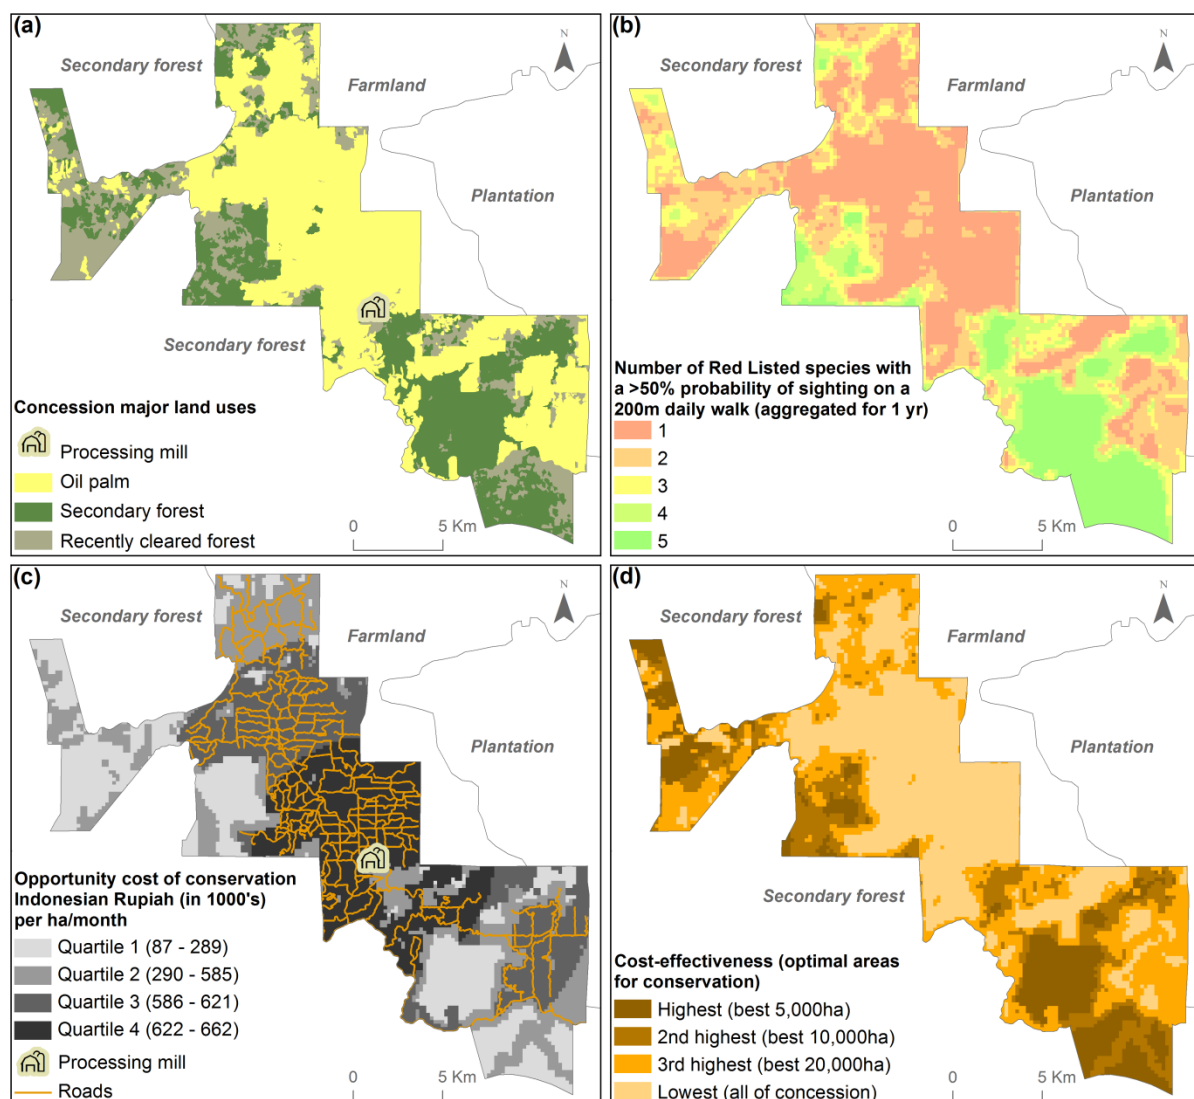 (a)
N
Secondary forest
Farmland
Plantation
Secondary forest
Concession major land uses
Processing mill
Oil palm
Secondary forest
Recently cleared forest
0 5 Km
(b)
N
Secondary forest
Farmland
Plantation
Number of Red Listed species with
a >50% probability of sighting on a
200m daily walk (aggregated for 1 yr)
1
2
3
4
5
0 5 Km
(c)
N
Secondary forest
Farmland
Plantation
Opportunity cost of conservation
Indonesian Rupiah (in 1000's)
per ha/month
Quartile 1 (87 - 289)
Quartile 2 (290 - 585)
Quartile 3 (586 - 621)
Quartile 4 (622 - 662)
Processing mill
Roads
0 5 Km
(d)
N
Secondary forest
Farmland
Plantation
Secondary forest
Cost-effectiveness (optimal areas
for conservation)
Highest (best 5,000ha)
2nd highest (best 10,000ha)
3rd highest (best 20,000ha)
Lowest (all of concession)
0 5 Km